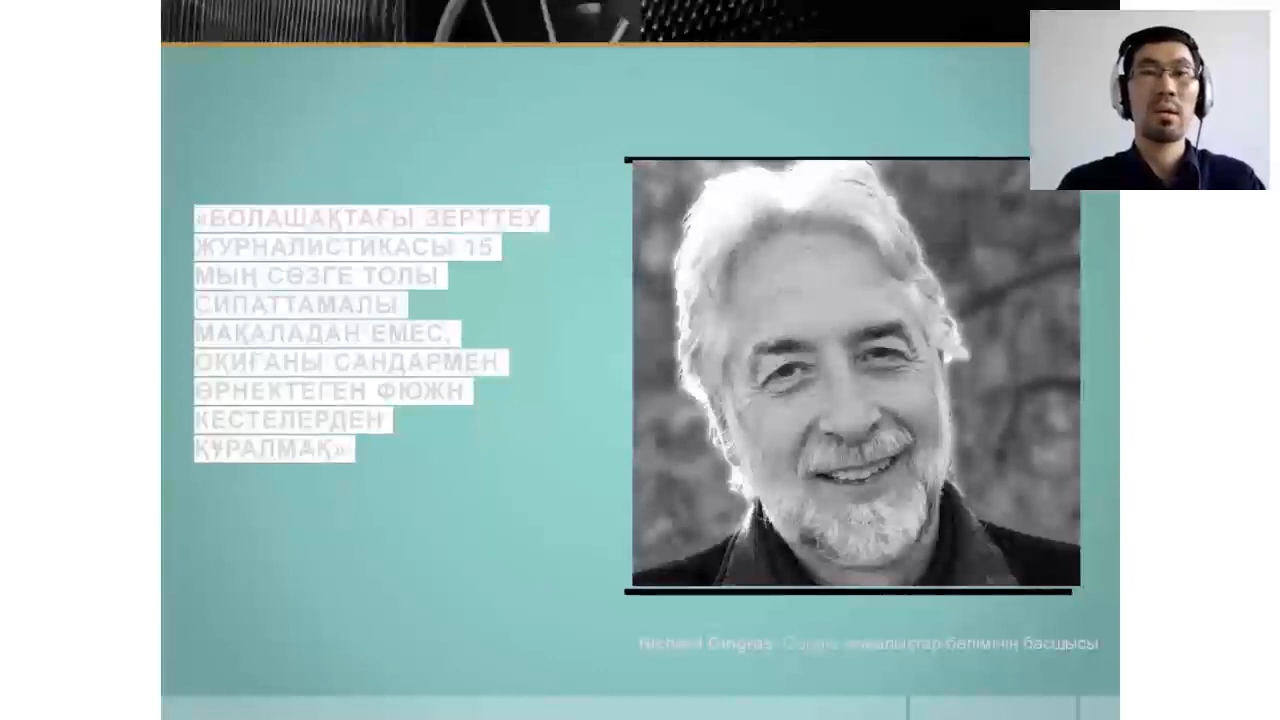 «БОЛАШАҚТАҒЫ ЗЕРТТЕУ
ЖУРНАЛИСТИКАСЫ 15
МЫҢ СӨЗГЕ ТОЛЫ
СИПАТТАМАЛЫ
МАҚАЛАДАН ЕМЕС,
ОҚИҒАНЫ САНДАРМЕН
ӨРНЕКТЕГЕН ФЮЖН
КЕСТЕЛЕРДЕН
ҚҰРАЛМАҚ»
Richard Gingras, Google жаңалықтар бөлімінің басшысы